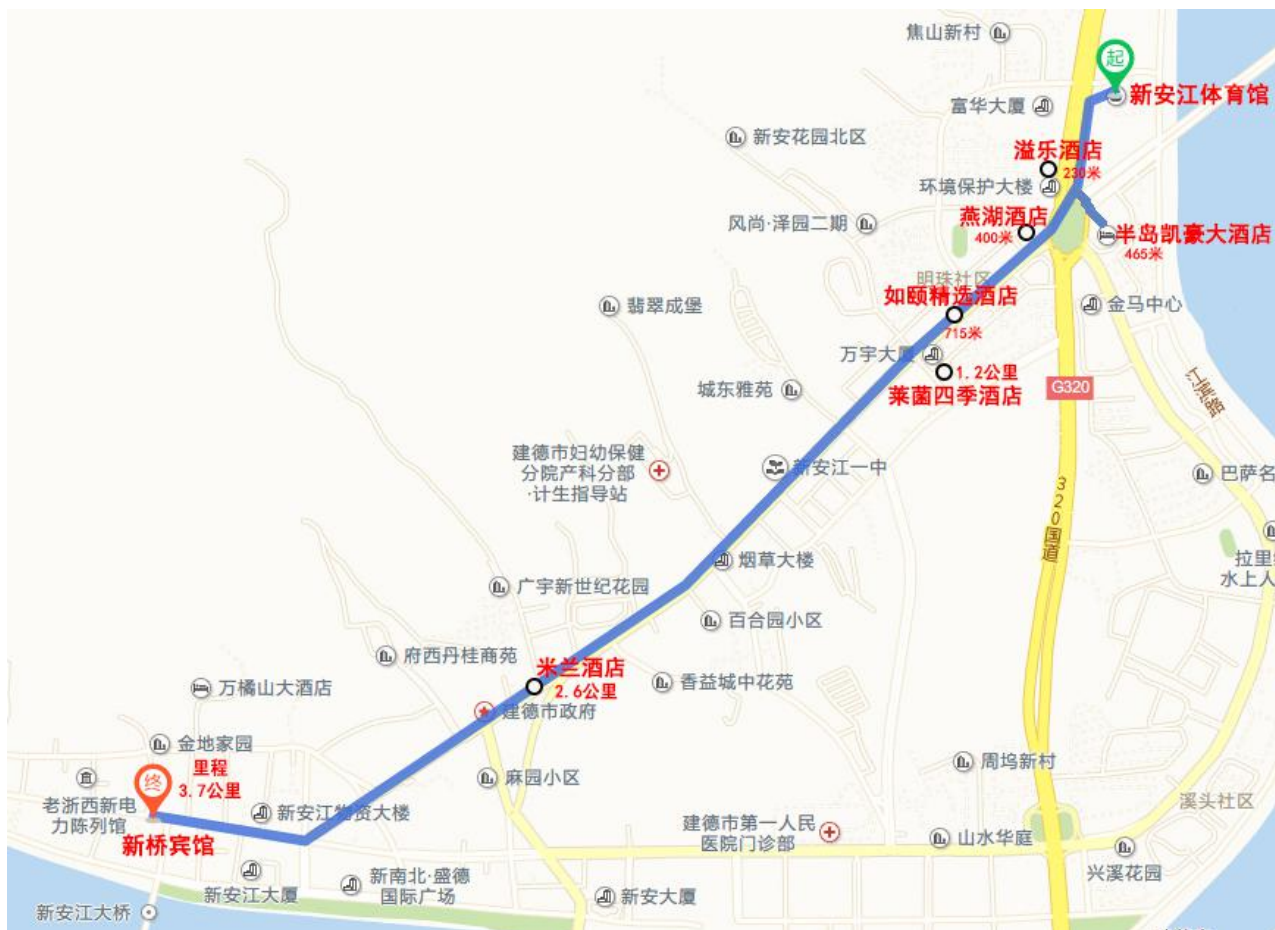 焦山新村
起
新安江体育馆
富华大厦
新安花园北区
溢乐酒店
230米
环境保护大楼
燕湖酒店
400米
风尚·泽园二期
半岛凯豪大酒店
465米
明珠社区
如颐精选酒店
715米
翡翠成堡
金马中心
万宇大厦
1.2公里
莱茵四季酒店
G320
城东雅苑
建德市妇幼保健
分院产科分部
·计生指导站
新安江一中
巴萨名
320国道
烟草大楼
拉里
水上人
广宇新世纪花园
百合园小区
府西丹桂商苑
米兰酒店
2.6公里
香益城中花苑
万橘山大酒店
建德市政府
金地家园
里程
3.7公里
终
麻园小区
周坞新村
老浙西新电
力陈列馆
新安江物资大楼
溪头社区
新桥宾馆
建德市第一人民
医院门诊部
山水华庭
兴溪花园
新安江大厦
新南北·盛德
国际广场
新安大厦
新安江大桥